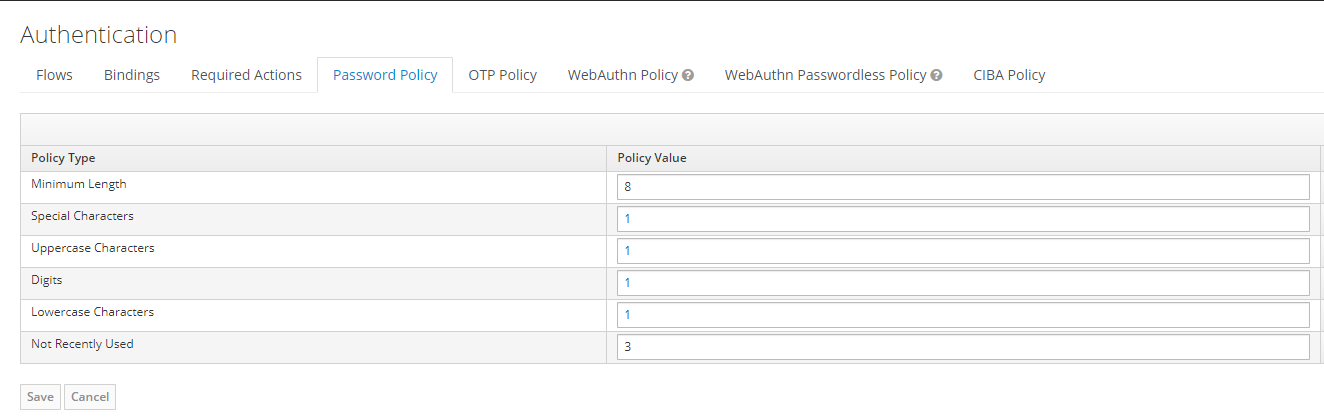 Authentication
Flows Bindings Required Actions Password Policy OTP Policy WebAuthn Policy ? WebAuthn Passwordless Policy ? CIBA Policy
Policy Type Policy Value
Minimum Length 8
Special Characters 1
Uppercase Characters 1
Digits 1
Lowercase Characters 1
Not Recently Used 3
Save Cancel